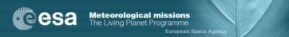 esa
Meteorological missions
The Living Planet Programme
European Space Agency